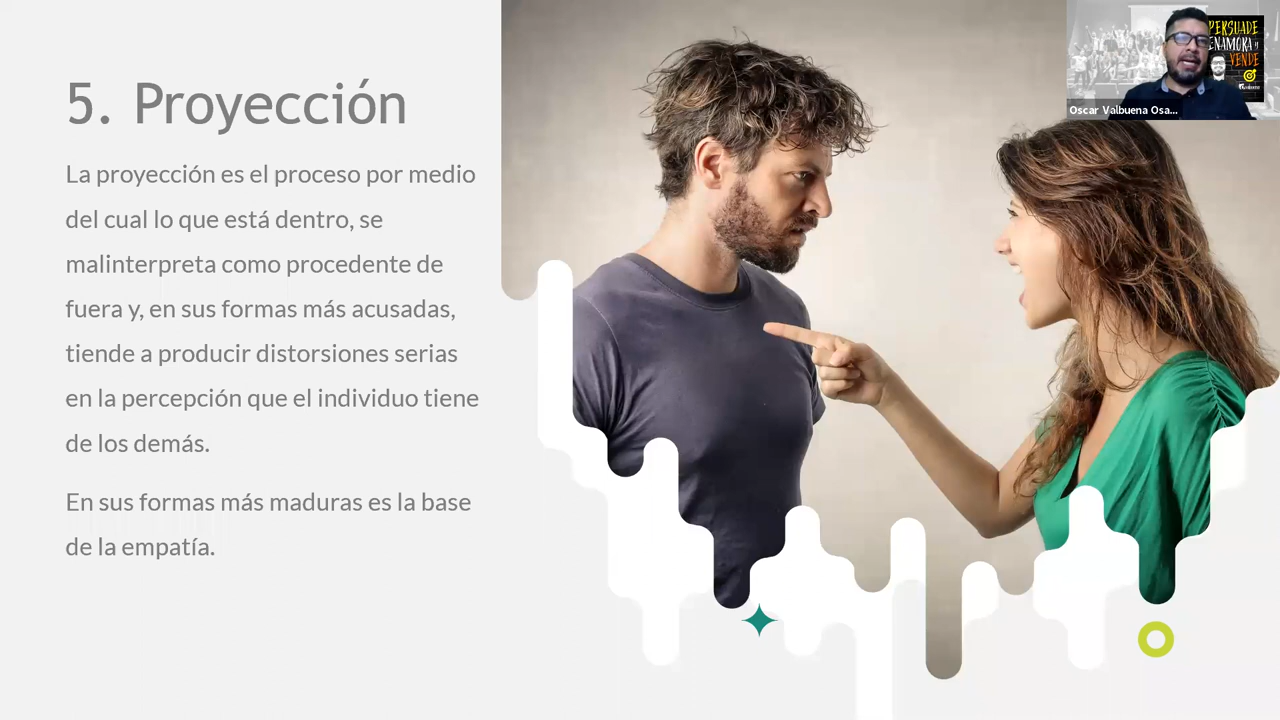 5. Proyección
La proyección es el proceso por medio
del cual lo que está dentro, se
malinterpreta como procedente de
fuera y, en sus formas más acusadas,
tiende a producir distorsiones serias
en la percepción que el individuo tiene
de los demás.
En sus formas más maduras es la base
de la empatía.
PERSUADE
ENAMORA y
VENDE
Oscar Valbuena Osa...